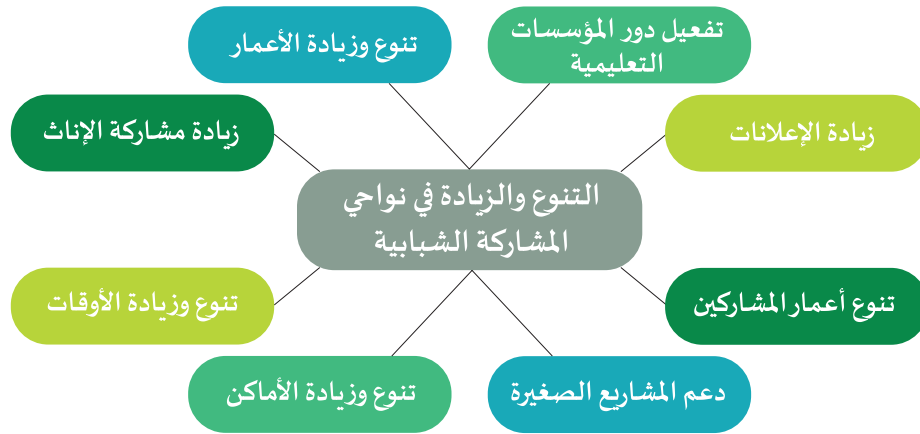 تفعيل دور المؤسسات
التعليمية
تنوع وزيادة الأعمار
زيادة الإعلانات
زيادة مشاركة الإناث
التنوع والزيادة في نواحي
المشاركة الشبابية
تنوع أعمار المشاركين
تنوع وزيادة الأوقات
دعم المشاريع الصغيرة
تنوع وزيادة الأماكن